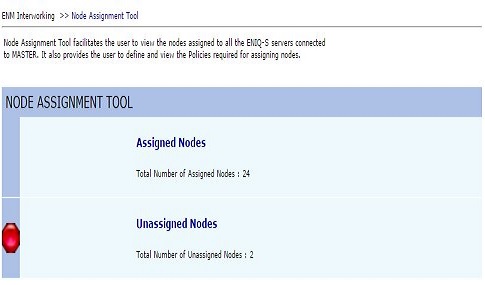 ENM Interworking >> Node Assignment Tool
Node Assignment Tool facilitates the user to view the nodes assigned to all the ENIQ-S servers connected
to MASTER. It also provides the user to define and view the Policies required for assigning nodes.
NODE ASSIGNMENT TOOL
Assigned Nodes
Total Number of Assigned Nodes : 24
Unassigned Nodes
Total Number of Unassigned Nodes : 2